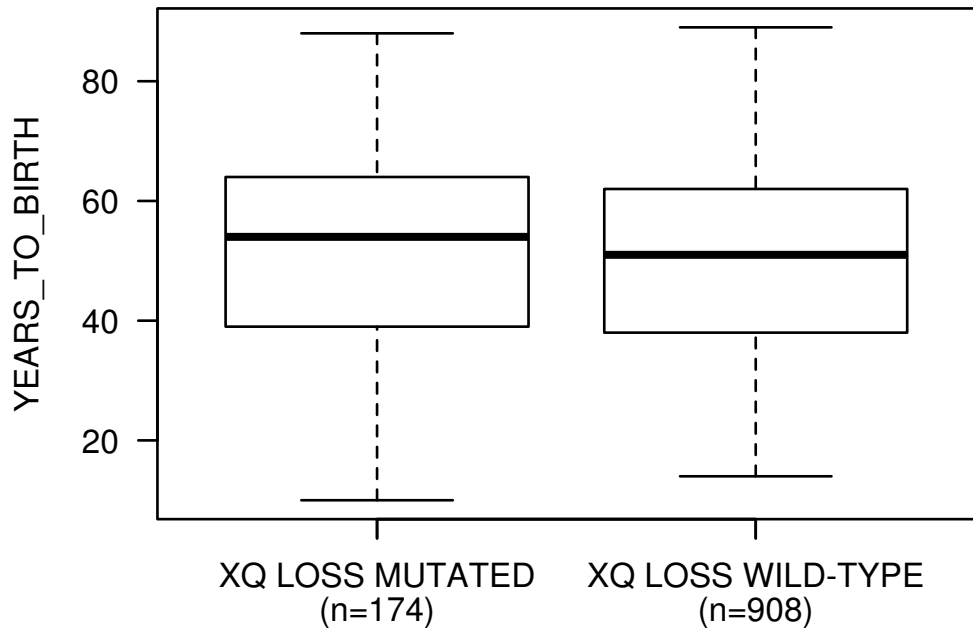 YEARS_TO_BIRTH
80
60
40
20
XQ LOSS MUTATED
(n=174)
XQ LOSS WILD-TYPE
(n=908)